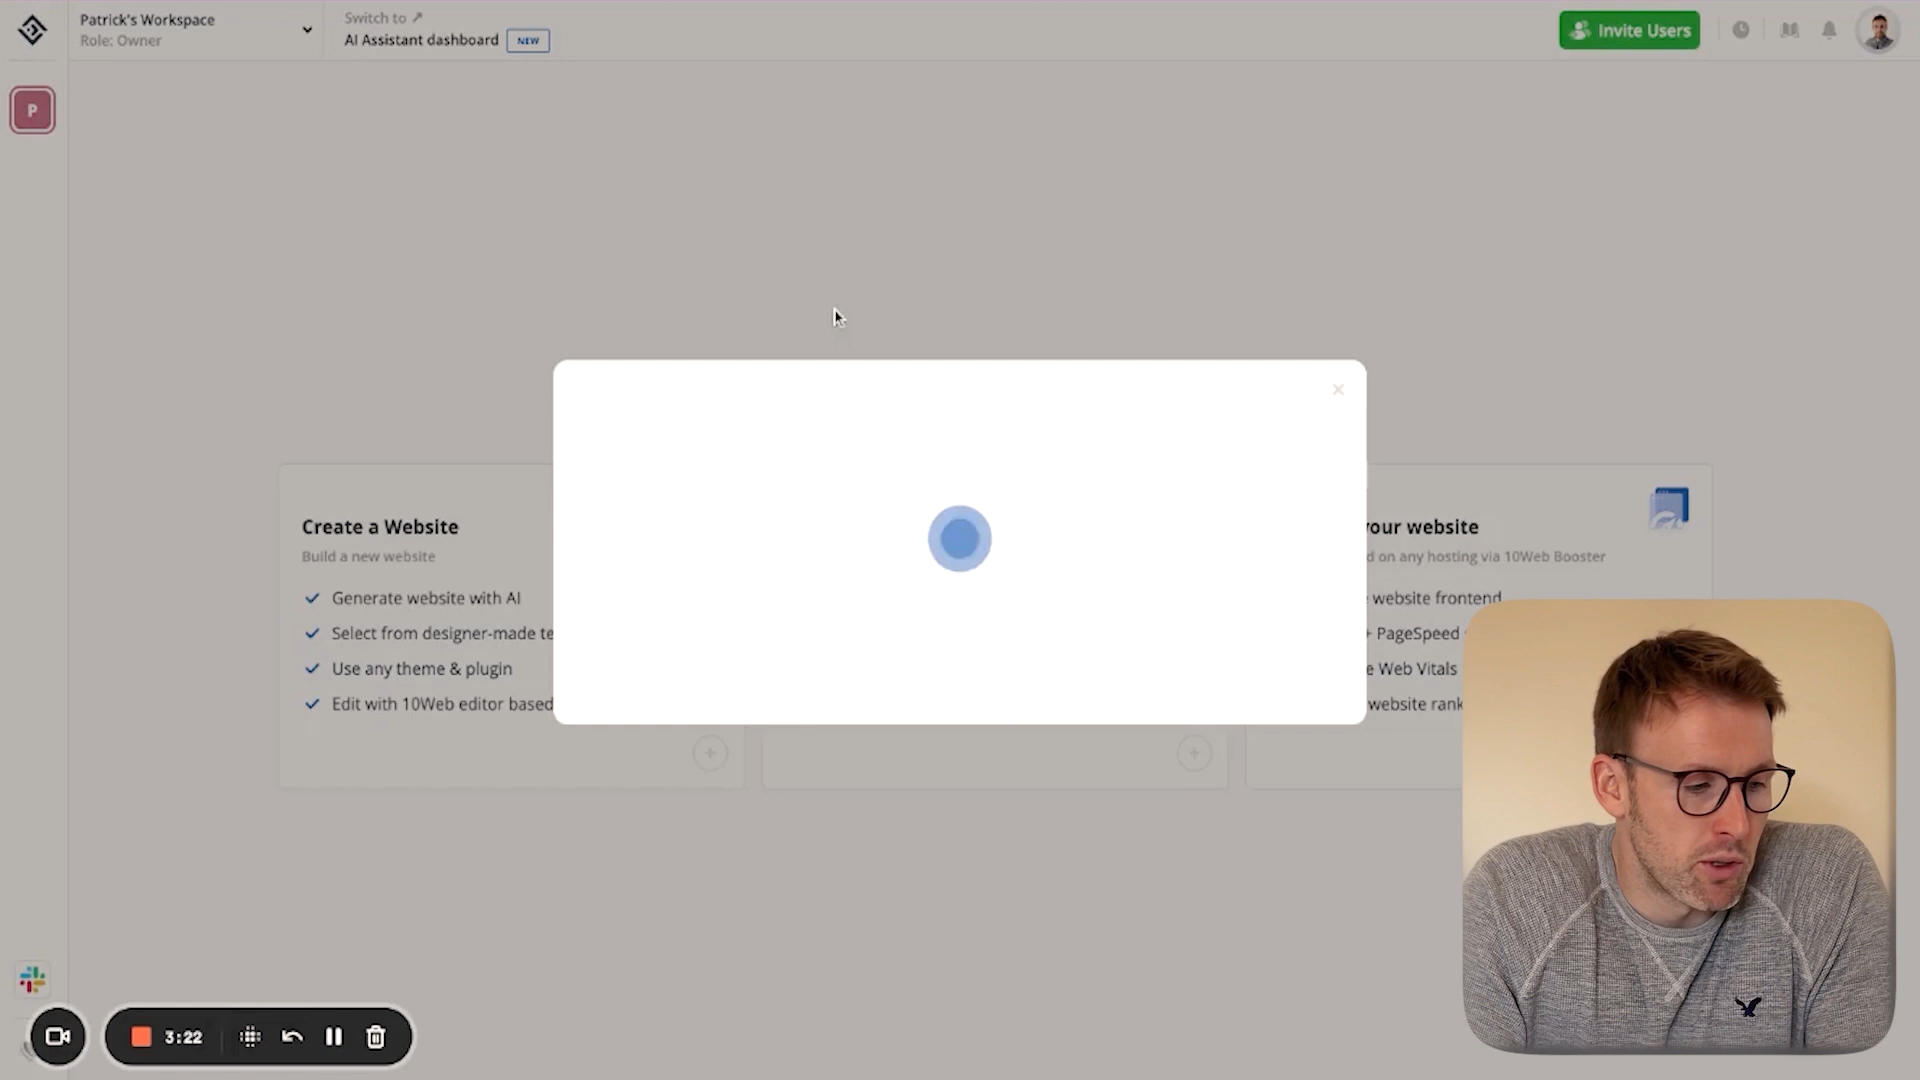 Patrick's Workspace
Role: Owner
Switch to ↗
AI Assistant dashboard NEW
Invite Users
P
Create a Website
Build a new website
Generate website with AI
Select from designer-made te
Use any theme & plugin
Edit with 10Web editor based
your website
d on any hosting via 10Web Booster
website frontend
+ PageSpeed
e Web Vitals
website rank
3:22